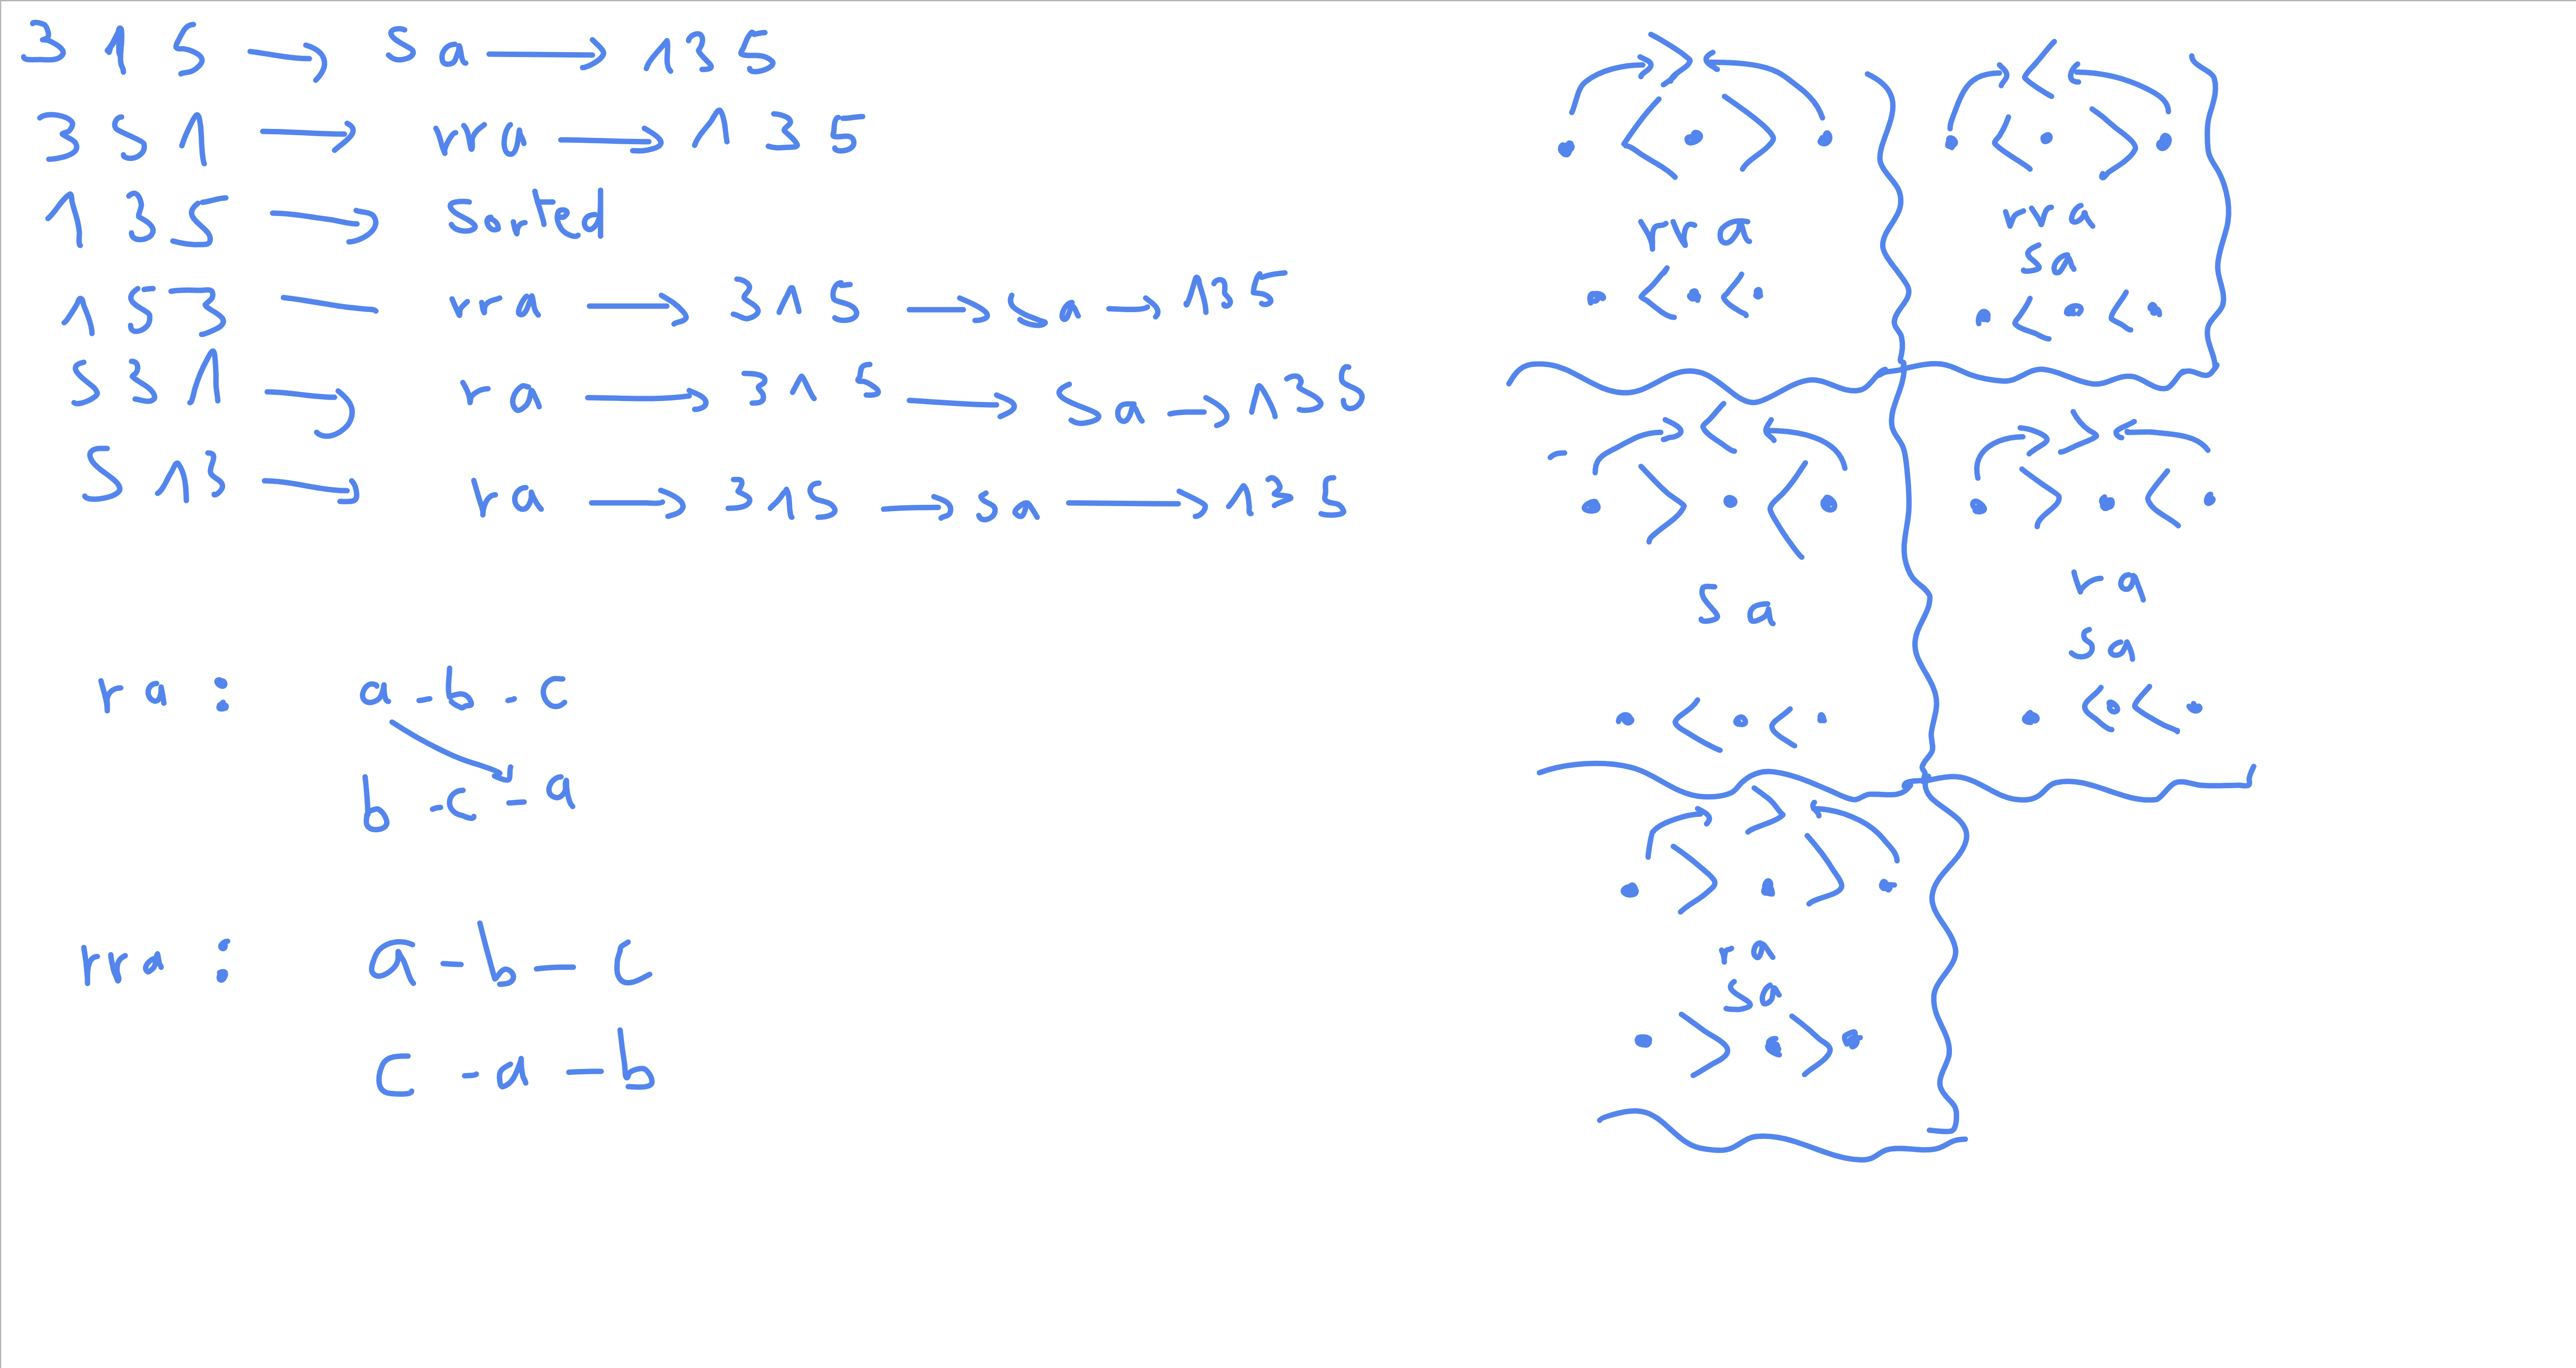 3 1 5 → sa → 1 3 5
3 5 1 → rra → 1 3 5
1 3 5 → sorted
1 5 3 — rra → 3 1 5 → sa → 1 3 5
5 3 1 → ra → 3 1 5 → sa → 1 3 5
5 1 3 → ra → 3 1 5 → sa → 1 3 5
ra : a - b - c
b - c - a
rra : a - b - c
c - a - b
>
. < . > .
rra
. < . < .
<
. < . > .
rra
sa
. < . < .
<
. > . < .
sa
. < . < .
>
. > . < .
ra
sa
. < . < .
>
. > . > .
ra
sa
. > . > .